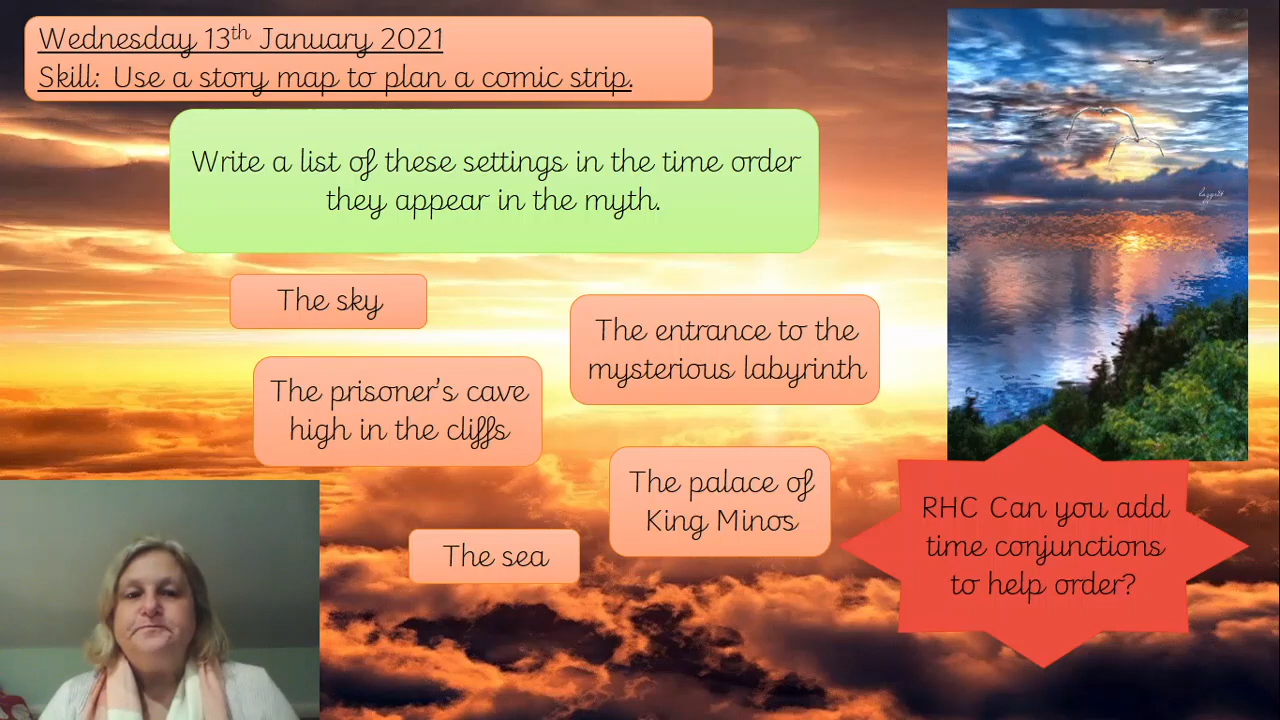 Wednesday 13th January 2021
Skill: Use a story map to plan a comic strip.
Write a list of these settings in the time order
they appear in the myth.
The sky
The entrance to the
mysterious labyrinth
The prisoner's cave
high in the cliffs
The palace of
King Minos
The sea
RHC Can you add
time conjunctions
to help order?